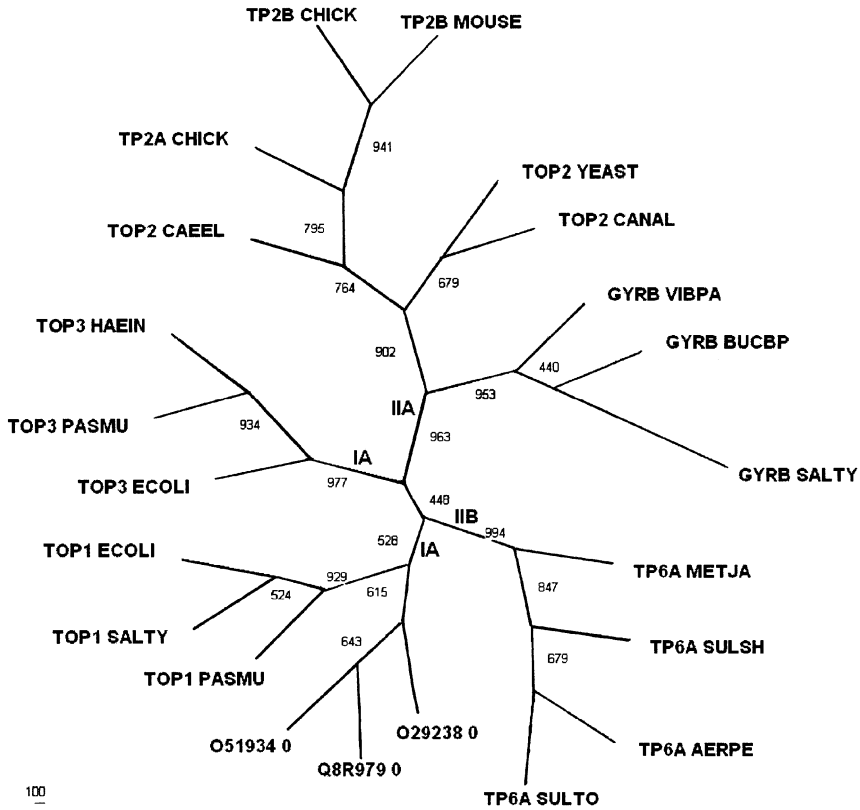 TP2B CHICK
TP2B MOUSE
TP2A CHICK
941
TOP2 YEAST
TOP2 CANAL
795
TOP2 CAEEL
764
679
GYRB VIBPA
TOP3 HAEIN
GYRB BUCBP
902
440
953
IIA
TOP3 PASMU
934
963
IA
GYRB SALTY
977
TOP3 ECOLI
448
IIB
994
528
IA
TOP1 ECOLI
TP6A METJA
929
524
615
847
TOP1 SALTY
643
TP6A SULSH
679
TOP1 PASMU
O29238 0
O51934 0
TP6A AERPE
Q8R979 0
100
TP6A SULTO